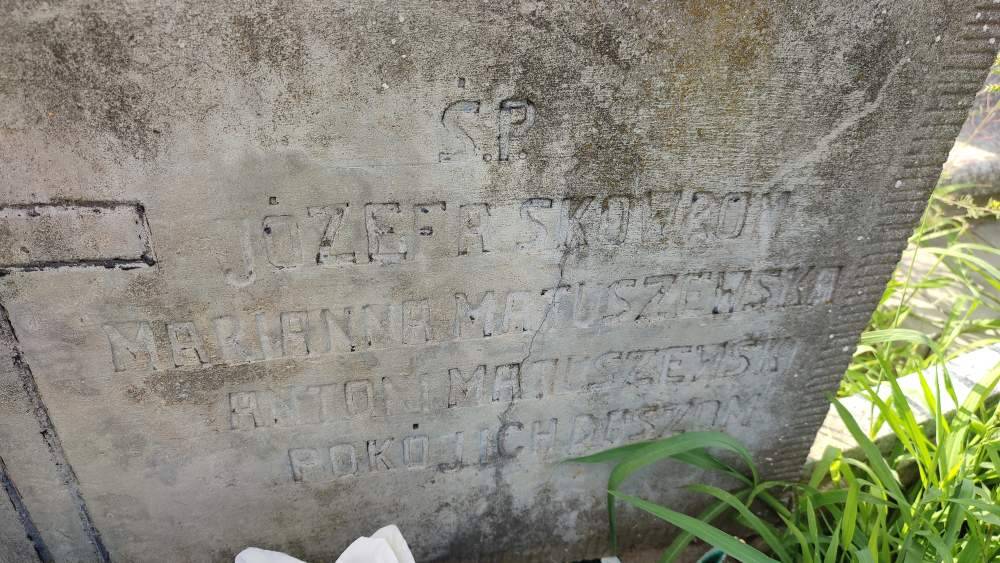 Ś.P.
JÓZEFA SKOWRON
MARIANNA MATUSZEWSKA
ANTONI MATUSZEWSKI
POKÓJ ICH DUSZOM